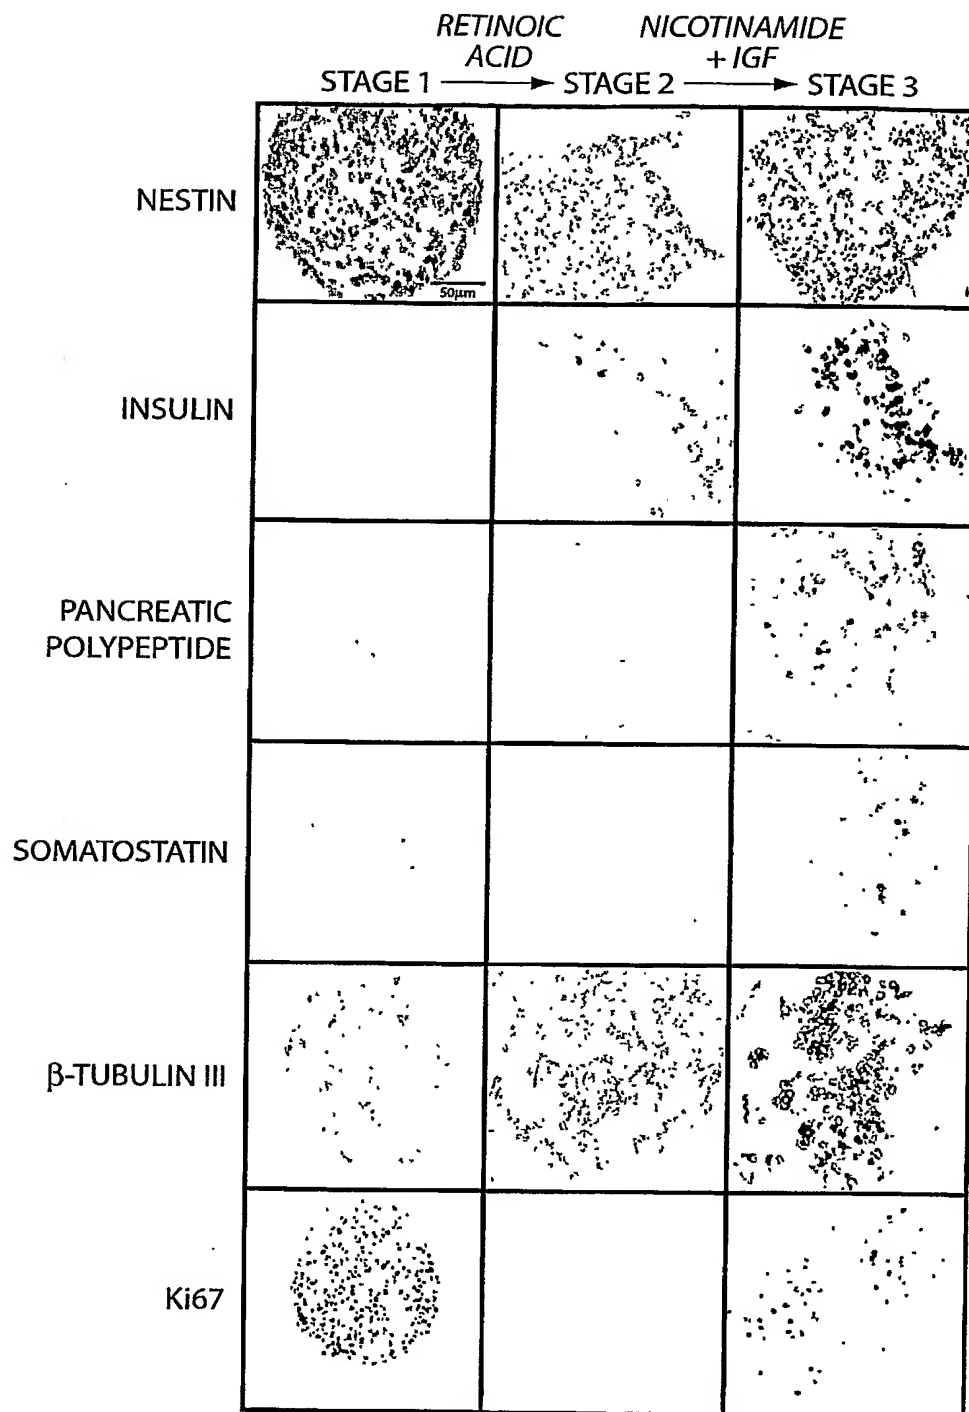 RETINOIC ACID
NICOTINAMIDE + IGF
STAGE 1 STAGE 2 STAGE 3
NESTIN
50µm
INSULIN
PANCREATIC
POLYPEPTIDE
SOMATOSTATIN
β-TUBULIN III
Ki67